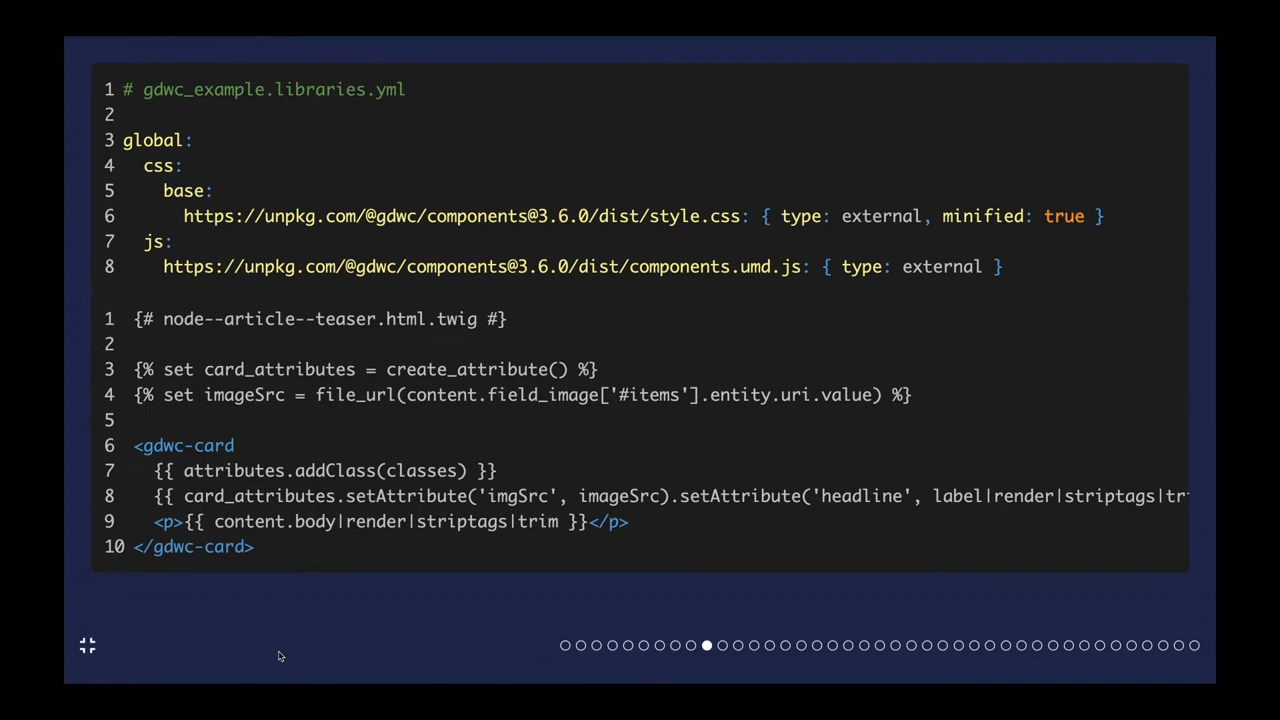 1 # gdwc_example.libraries.yml
2
3 global:
4 css:
5 base:
6 https://unpkg.com/@gdwc/components@3.6.0/dist/style.css: { type: external, minified: true }
7 js:
8 https://unpkg.com/@gdwc/components@3.6.0/dist/components.umd.js: { type: external }
1 {# node--article--teaser.html.twig #}
2
3 {% set card_attributes = create_attribute() %}
4 {% set imageSrc = file_url(content.field_image['#items'].entity.uri.value) %}
5
6 <gdwc-card
7 {{ attributes.addClass(classes) }}
8 {{ card_attributes.setAttribute('imgSrc', imageSrc).setAttribute('headline', label|render|striptags|
9 <p>{{ content.body|render|striptags|trim }}</p>
10 </gdwc-card>